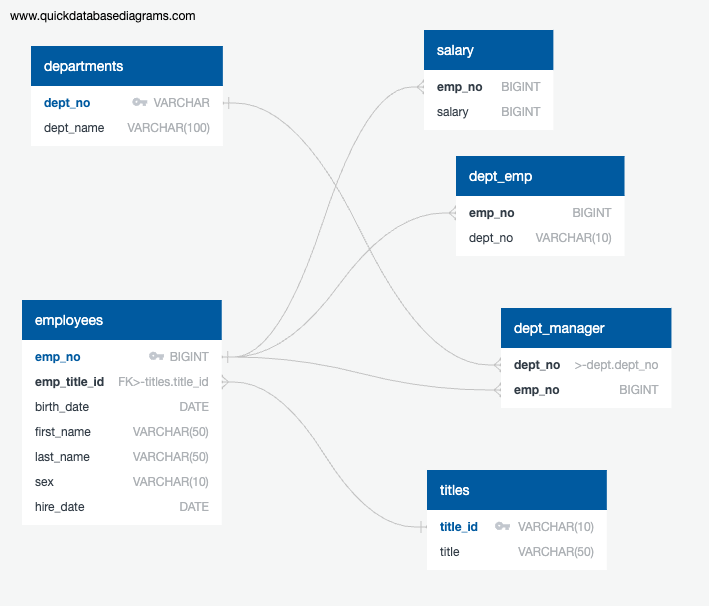 www.quickdatabasediagrams.com
departments
dept_no VARCHAR
dept_name VARCHAR(100)
salary
emp_no BIGINT
salary BIGINT
dept_emp
emp_no BIGINT
dept_no VARCHAR(10)
employees
emp_no BIGINT
emp_title_id FK>-titles.title_id
birth_date DATE
first_name VARCHAR(50)
last_name VARCHAR(50)
sex VARCHAR(10)
hire_date DATE
dept_manager
dept_no >-dept.dept_no
emp_no BIGINT
titles
title_id VARCHAR(10)
title VARCHAR(50)